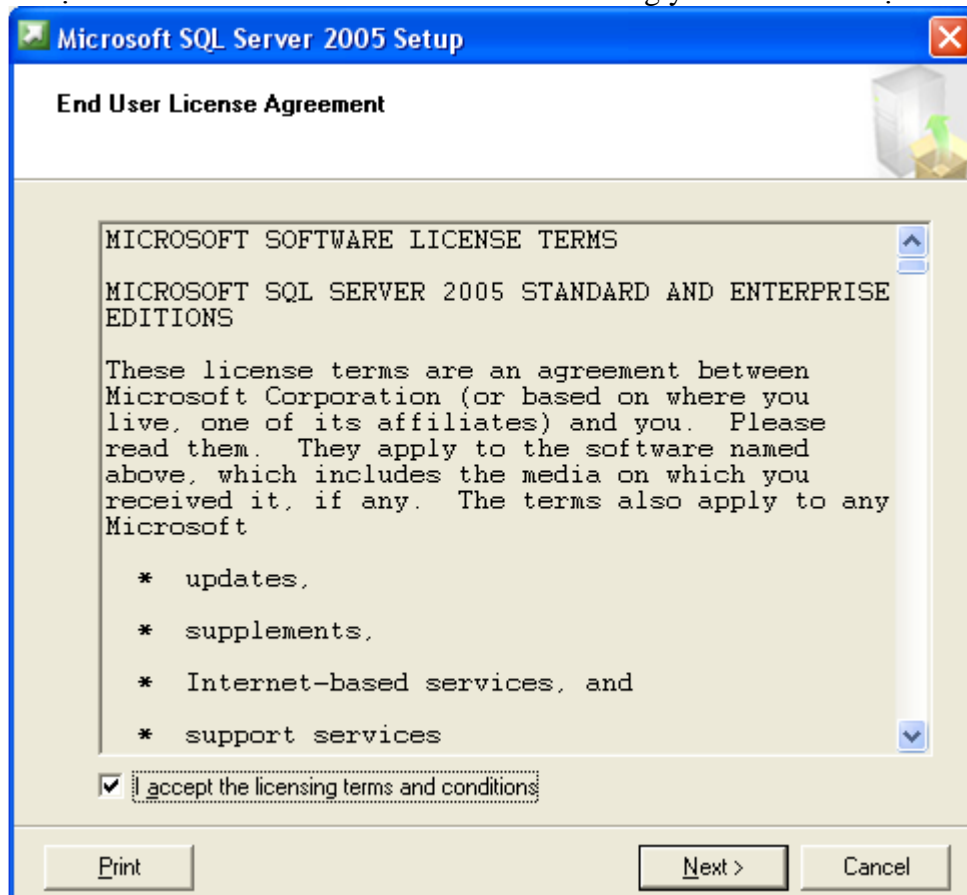 Microsoft SQL Server 2005 Setup
End User License Agreement
MICROSOFT SOFTWARE LICENSE TERMS
MICROSOFT SQL SERVER 2005 STANDARD AND ENTERPRISE
EDITIONS
These license terms are an agreement between
Microsoft Corporation (or based on where you
live, one of its affiliates) and you.  Please
read them.  They apply to the software named
above, which includes the media on which you
received it, if any.  The terms also apply to any
Microsoft
*  updates,
*  supplements,
*  Internet-based services, and
*  support services
I accept the licensing terms and conditions
Print
Next >
Cancel